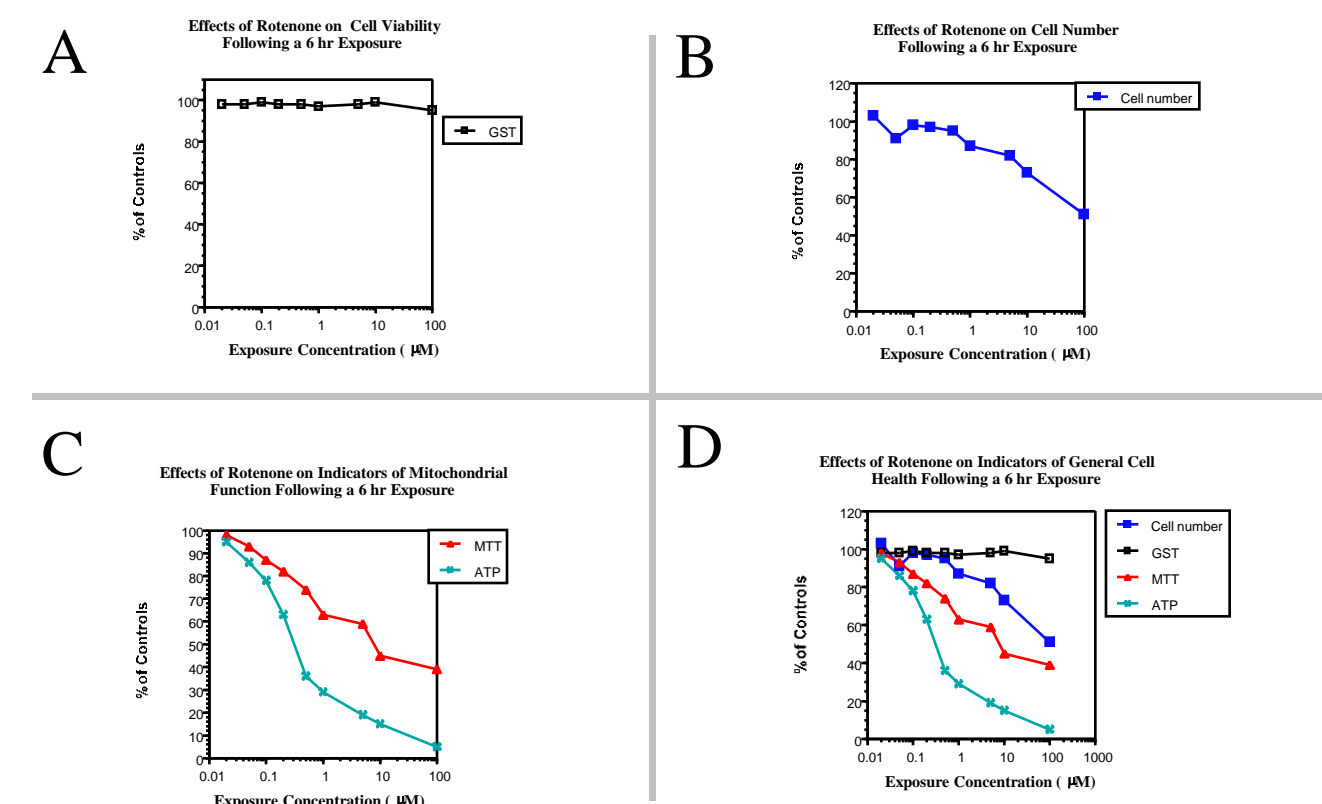 A
Effects of Rotenone on Cell Viability
Following a 6 hr Exposure
100
80
60
40
20
0
0.01 0.1 1 10 100
% of Controls
Exposure Concentration ( µM)
GST
B
Effects of Rotenone on Cell Number
Following a 6 hr Exposure
120
100
80
60
40
20
0
0.01 0.1 1 10 100
% of Controls
Exposure Concentration ( µM)
Cell number
C
Effects of Rotenone on Indicators of Mitochondrial
Function Following a 6 hr Exposure
100
90
80
70
60
50
40
30
20
10
0
0.01 0.1 1 10 100
% of Controls
Exposure Concentration ( µM)
MTT
ATP
D
Effects of Rotenone on Indicators of General Cell
Health Following a 6 hr Exposure
120
100
80
60
40
20
0
0.01 0.1 1 10 100 1000
% of Controls
Exposure Concentration ( µM)
Cell number
GST
MTT
ATP